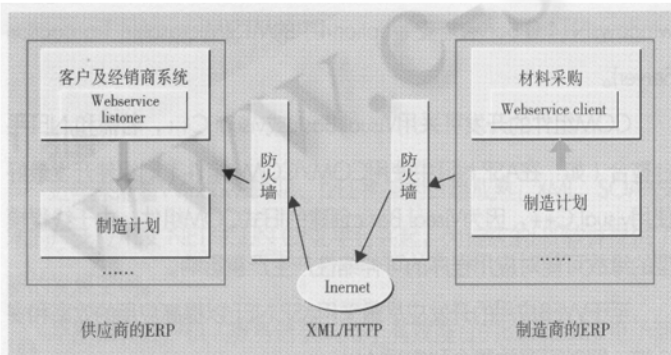 客户及经销商系统
Webservice
listoner
制造计划
……
供应商的ERP
防火墙
Inernet
XML/HTTP
防火墙
材料采购
Webservice client
制造计划
……
制造商的ERP